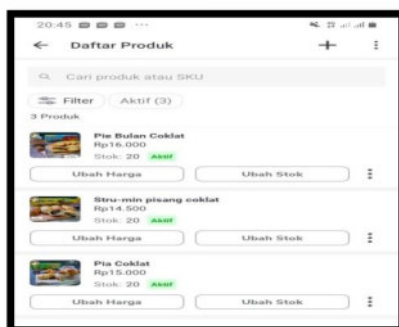 20:45
Daftar Produk
Cari produk atau SKU
Filter Aktif (3)
3 Produk
Pie Bulan Coklat
Rp16.000
Stok: 20 Aktif
Ubah Harga Ubah Stok
Stru-min pisang coklat
Rp14.500
Stok: 20 Aktif
Ubah Harga Ubah Stok
Pia Coklat
Rp15.000
Stok: 20 Aktif
Ubah Harga Ubah Stok